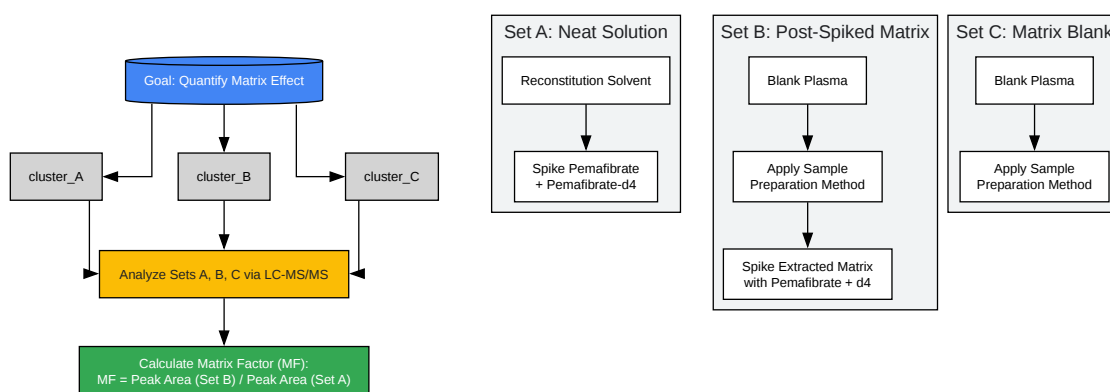 Goal: Quantify Matrix Effect
cluster_A
cluster_B
cluster_C
Analyze Sets A, B, C via LC-MS/MS
Calculate Matrix Factor (MF):
MF = Peak Area (Set B) / Peak Area (Set A)
Set A: Neat Solution
Reconstitution Solvent
Spike Pemafibrate
+ Pemafibrate-d4
Set B: Post-Spiked Matrix
Blank Plasma
Apply Sample
Preparation Method
Spike Extracted Matrix
with Pemafibrate + d4
Set C: Matrix Blank
Blank Plasma
Apply Sample
Preparation Method